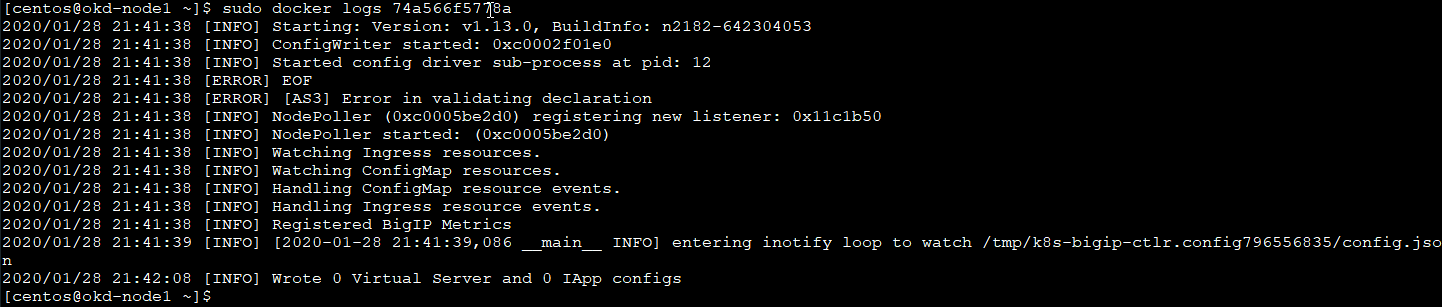 [centos@okd-node1 ~]$ sudo docker logs 74a566f5778a
2020/01/28 21:41:38 [INFO] Starting: Version: v1.13.0, BuildInfo: n2182-642304053
2020/01/28 21:41:38 [INFO] ConfigWriter started: 0xc0002f01e0
2020/01/28 21:41:38 [INFO] Started config driver sub-process at pid: 12
2020/01/28 21:41:38 [ERROR] EOF
2020/01/28 21:41:38 [ERROR] [AS3] Error in validating declaration
2020/01/28 21:41:38 [INFO] NodePoller (0xc0005be2d0) registering new listener: 0x11c1b50
2020/01/28 21:41:38 [INFO] NodePoller started: (0xc0005be2d0)
2020/01/28 21:41:38 [INFO] Watching Ingress resources.
2020/01/28 21:41:38 [INFO] Watching ConfigMap resources.
2020/01/28 21:41:38 [INFO] Handling ConfigMap resource events.
2020/01/28 21:41:38 [INFO] Handling Ingress resource events.
2020/01/28 21:41:38 [INFO] Registered BigIP Metrics
2020/01/28 21:41:39 [INFO] [2020-01-28 21:41:39,086 __main__ INFO] entering inotify loop to watch /tmp/k8s-bigip-ctlr.config796556835/config.jso
n
2020/01/28 21:42:08 [INFO] Wrote 0 Virtual Server and 0 IApp configs
[centos@okd-node1 ~]$